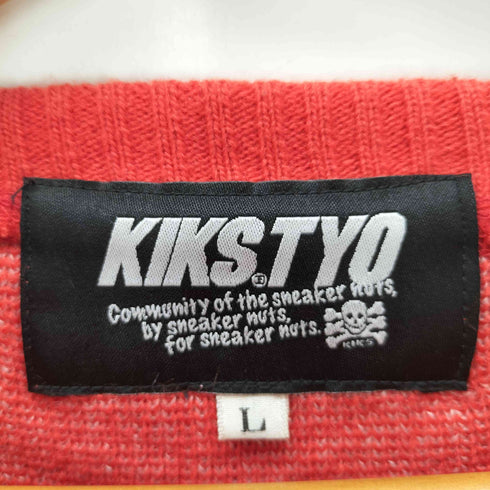 KIKS®TYO
Community of the sneaker nuts,
by sneaker nuts,
for sneaker nuts.
KIKS
L